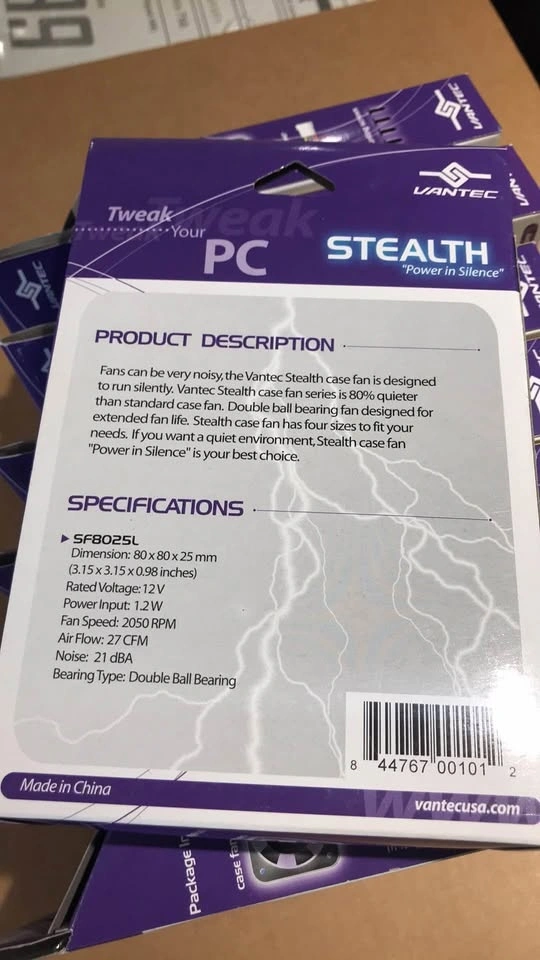 VANTEC
VANTEC
Tweak
Tweak
Your
PC
STEALTH
"Power in Silence"
VANTEC
PRODUCT DESCRIPTION
Fans can be very noisy, the Vantec Stealth case fan is designed
to run silently. Vantec Stealth case fan series is 80% quieter
than standard case fan. Double ball bearing fan designed for
extended fan life. Stealth case fan has four sizes to fit your
needs. If you want a quiet environment, Stealth case fan
"Power in Silence" is your best choice.
SPECIFICATIONS
SF8025L
Dimension: 80 x 80 x 25 mm
(3.15 x 3.15 x 0.98 inches)
Rated Voltage: 12 V
Power Input: 1.2 W
Fan Speed: 2050 RPM
Air Flow: 27 CFM
Noise: 21 dBA
Bearing Type: Double Ball Bearing
8 44767 00101 2
Made in China
vantecusa.com
Package
case fan